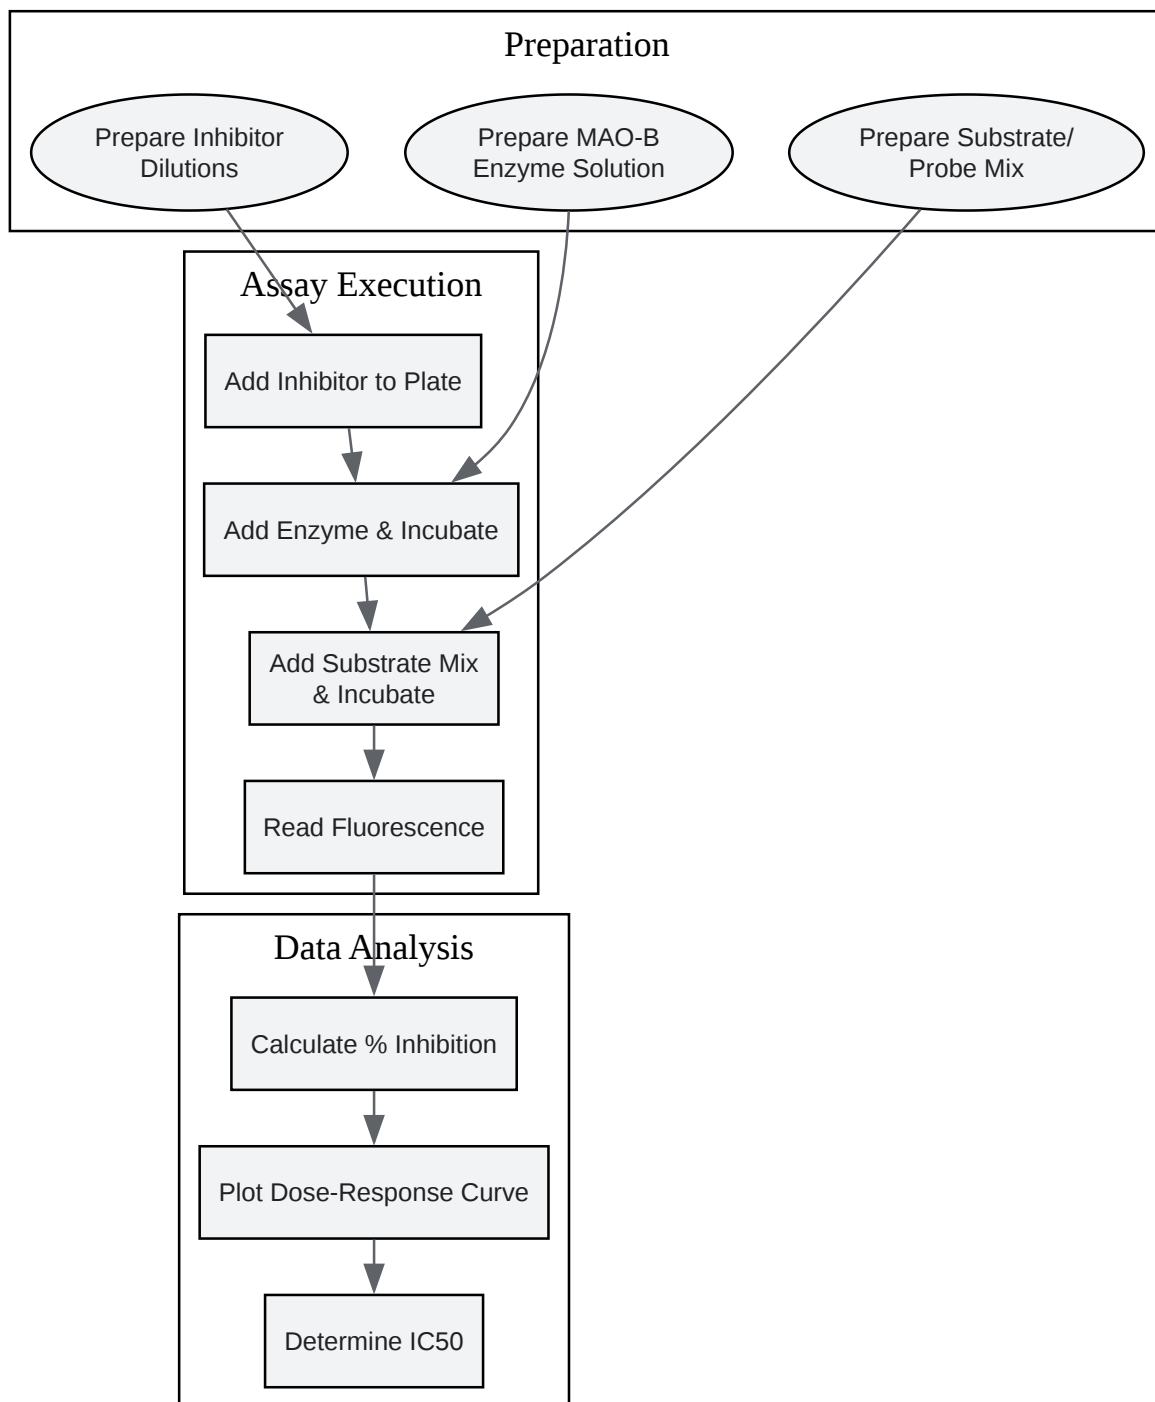 Preparation
Prepare Inhibitor
Dilutions
Prepare MAO-B
Enzyme Solution
Prepare Substrate/
Probe Mix
Assay Execution
Add Inhibitor to Plate
Add Enzyme & Incubate
Add Substrate Mix
& Incubate
Read Fluorescence
Data Analysis
Calculate % Inhibition
Plot Dose-Response Curve
Determine IC50